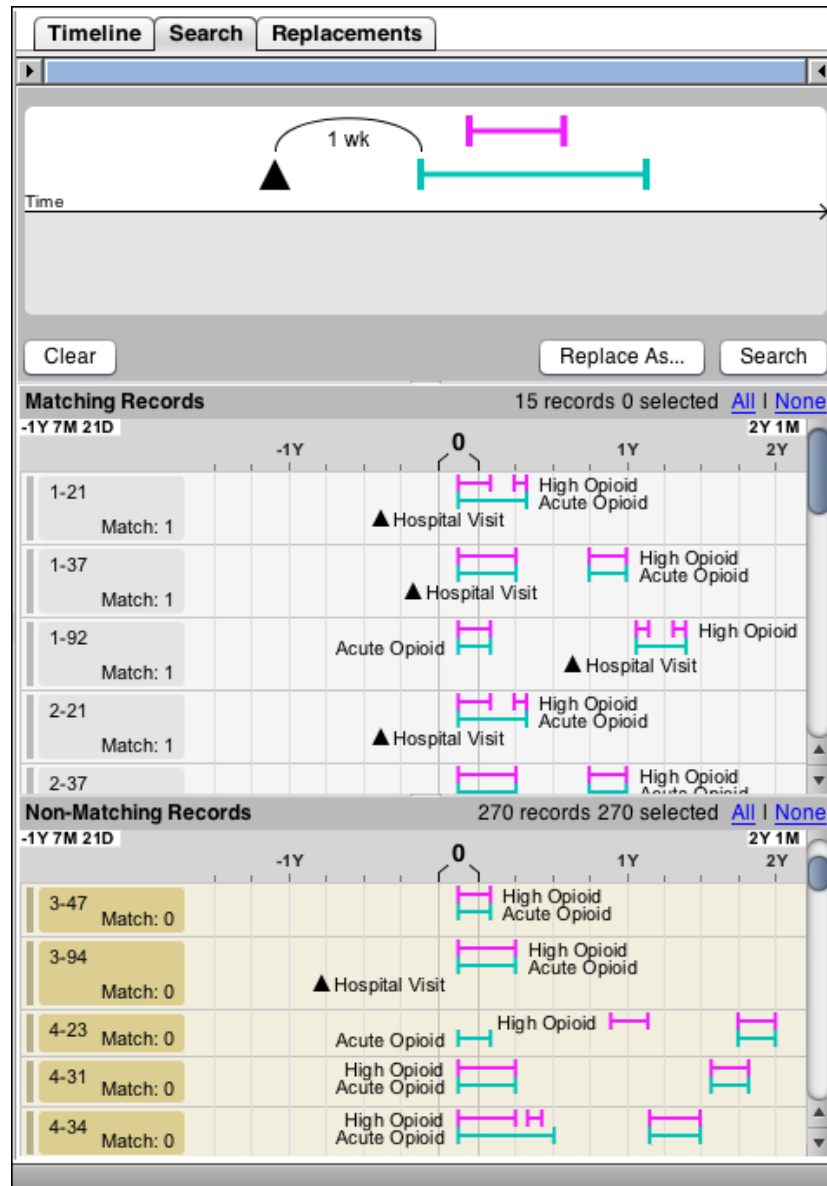 Timeline Search Replacements
1 wk
Time
Clear Replace As... Search
Matching Records 15 records 0 selected All | None
-1Y 7M 21D 2Y 1M
-1Y 0 1Y 2Y
1-21 High Opioid
Acute Opioid
Match: 1 Hospital Visit
1-37 High Opioid
Acute Opioid
Match: 1 Hospital Visit
1-92 High Opioid
Acute Opioid
Match: 1 Hospital Visit
2-21 High Opioid
Acute Opioid
Match: 1 Hospital Visit
2-37 High Opioid
Acute Opioid
Non-Matching Records 270 records 270 selected All | None
-1Y 7M 21D 2Y 1M
-1Y 0 1Y 2Y
3-47 High Opioid
Match: 0 Acute Opioid
3-94 High Opioid
Acute Opioid
Match: 0 Hospital Visit
4-23 High Opioid
Match: 0 Acute Opioid
4-31 High Opioid
Match: 0 Acute Opioid
4-34 High Opioid
Match: 0 Acute Opioid